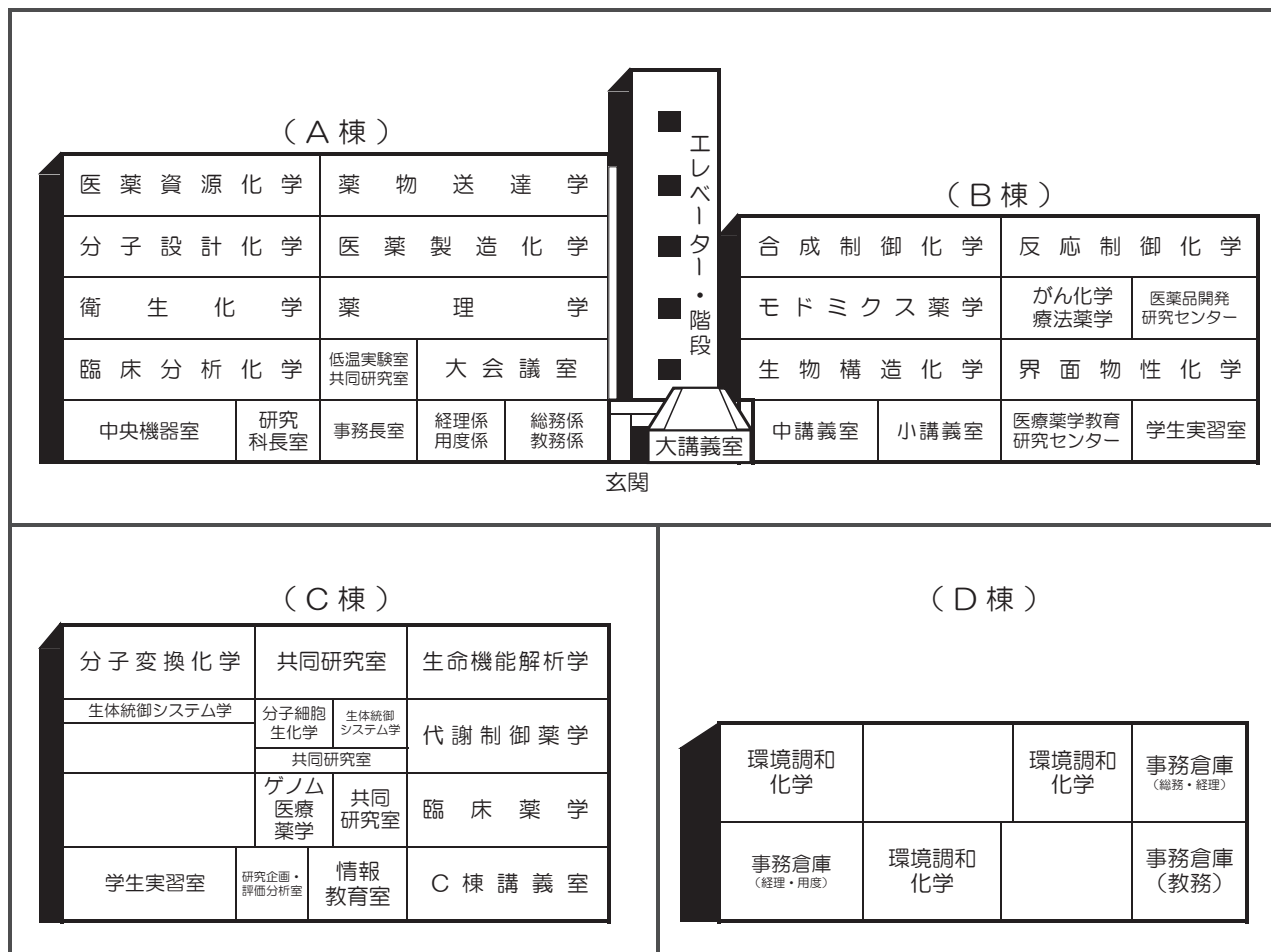 （A棟）
医薬資源化学
薬物送達学
分子設計化学
医薬製造化学
衛生化学
薬理学
臨床分析化学
低温実験室
共同研究室
大会議室
中央機器室
研究
科長室
事務長室
経理係
用度係
総務係
教務係
エレベーター・階段
大講義室
玄関
（B棟）
合成制御化学
反応制御化学
モドミクス薬学
がん化学
療法薬学
医薬品開発
研究センター
生物構造化学
界面物性化学
中講義室
小講義室
医療薬学教育
研究センター
学生実習室
（C棟）
分子変換化学
共同研究室
生命機能解析学
生体統御システム学
分子細胞
生化学
生体統御
システム学
共同研究室
代謝制御薬学
ゲノム
医療
薬学
共同
研究室
臨床薬学
学生実習室
研究企画・
評価分析室
情報
教育室
C棟講義室
（D棟）
環境調和
化学
環境調和
化学
事務倉庫
（総務・経理）
事務倉庫
（経理・用度）
環境調和
化学
事務倉庫
（教務）